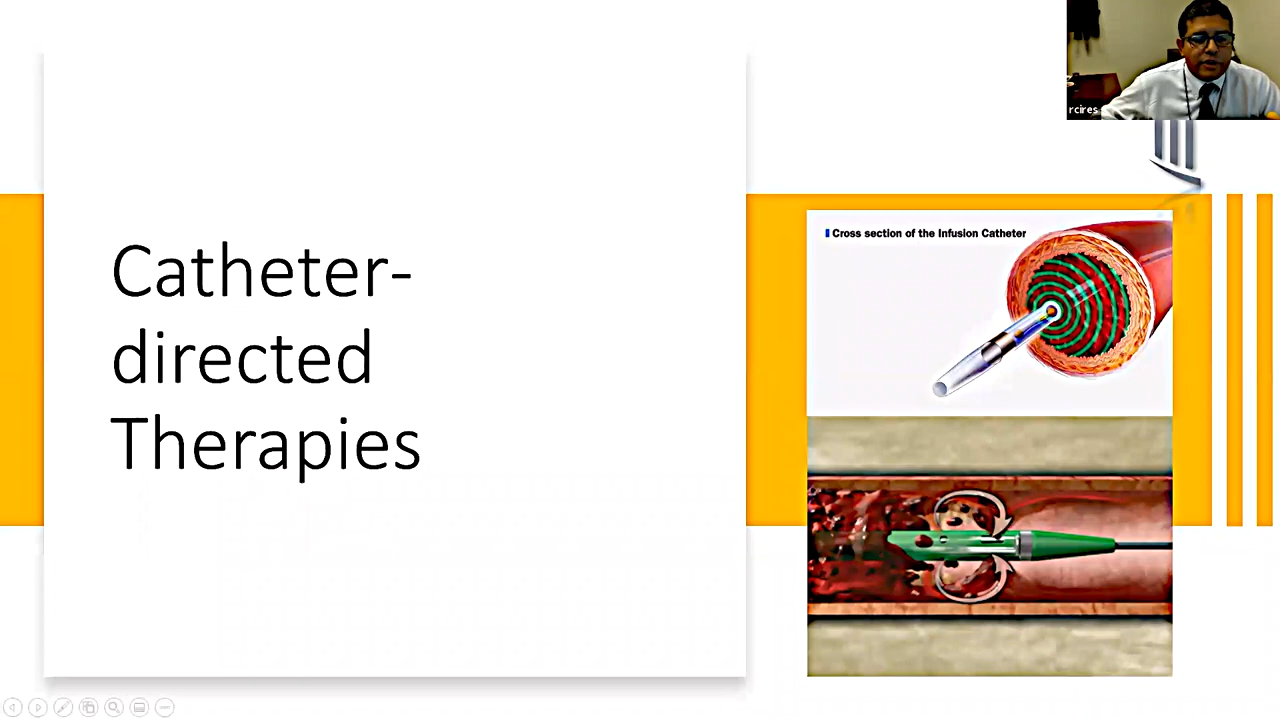 Catheter-
directed
Therapies
rcires
Cross section of the Infusion Catheter